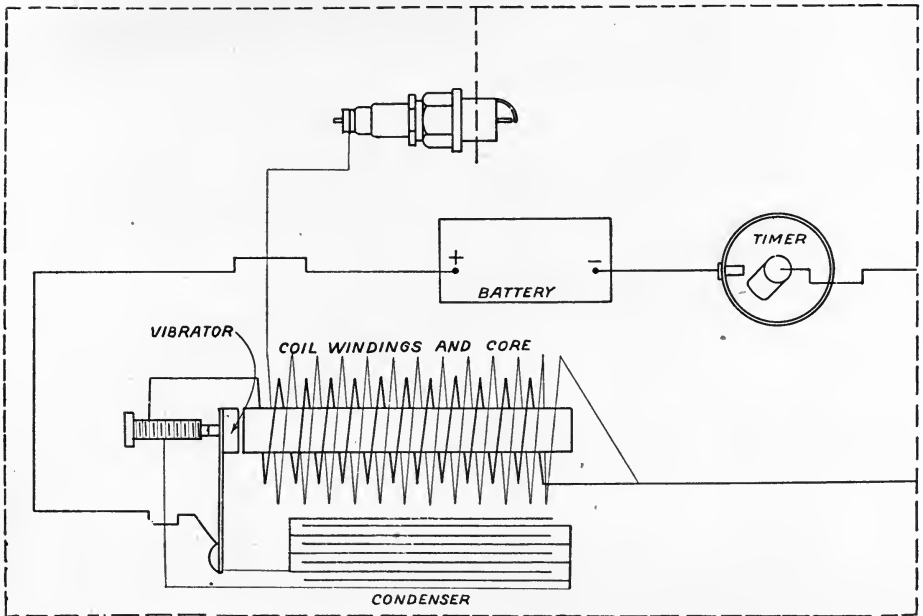 TIMER
+ −
BATTERY
VIBRATOR
COIL WINDINGS AND CORE
CONDENSER